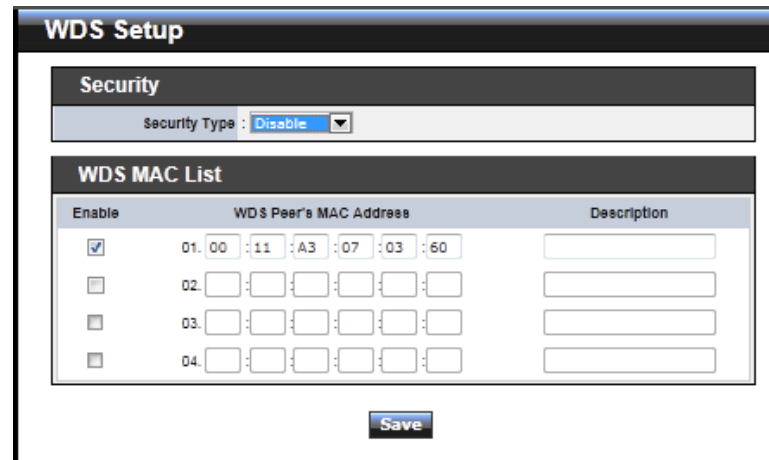 WDS Setup
Security
Security Type : Disable
WDS MAC List
Enable WDS Peer's MAC Address Description
01. 00 : 11 : A3 : 07 : 03 : 60
02. : : : : :
03. : : : : :
04. : : : : :
Save